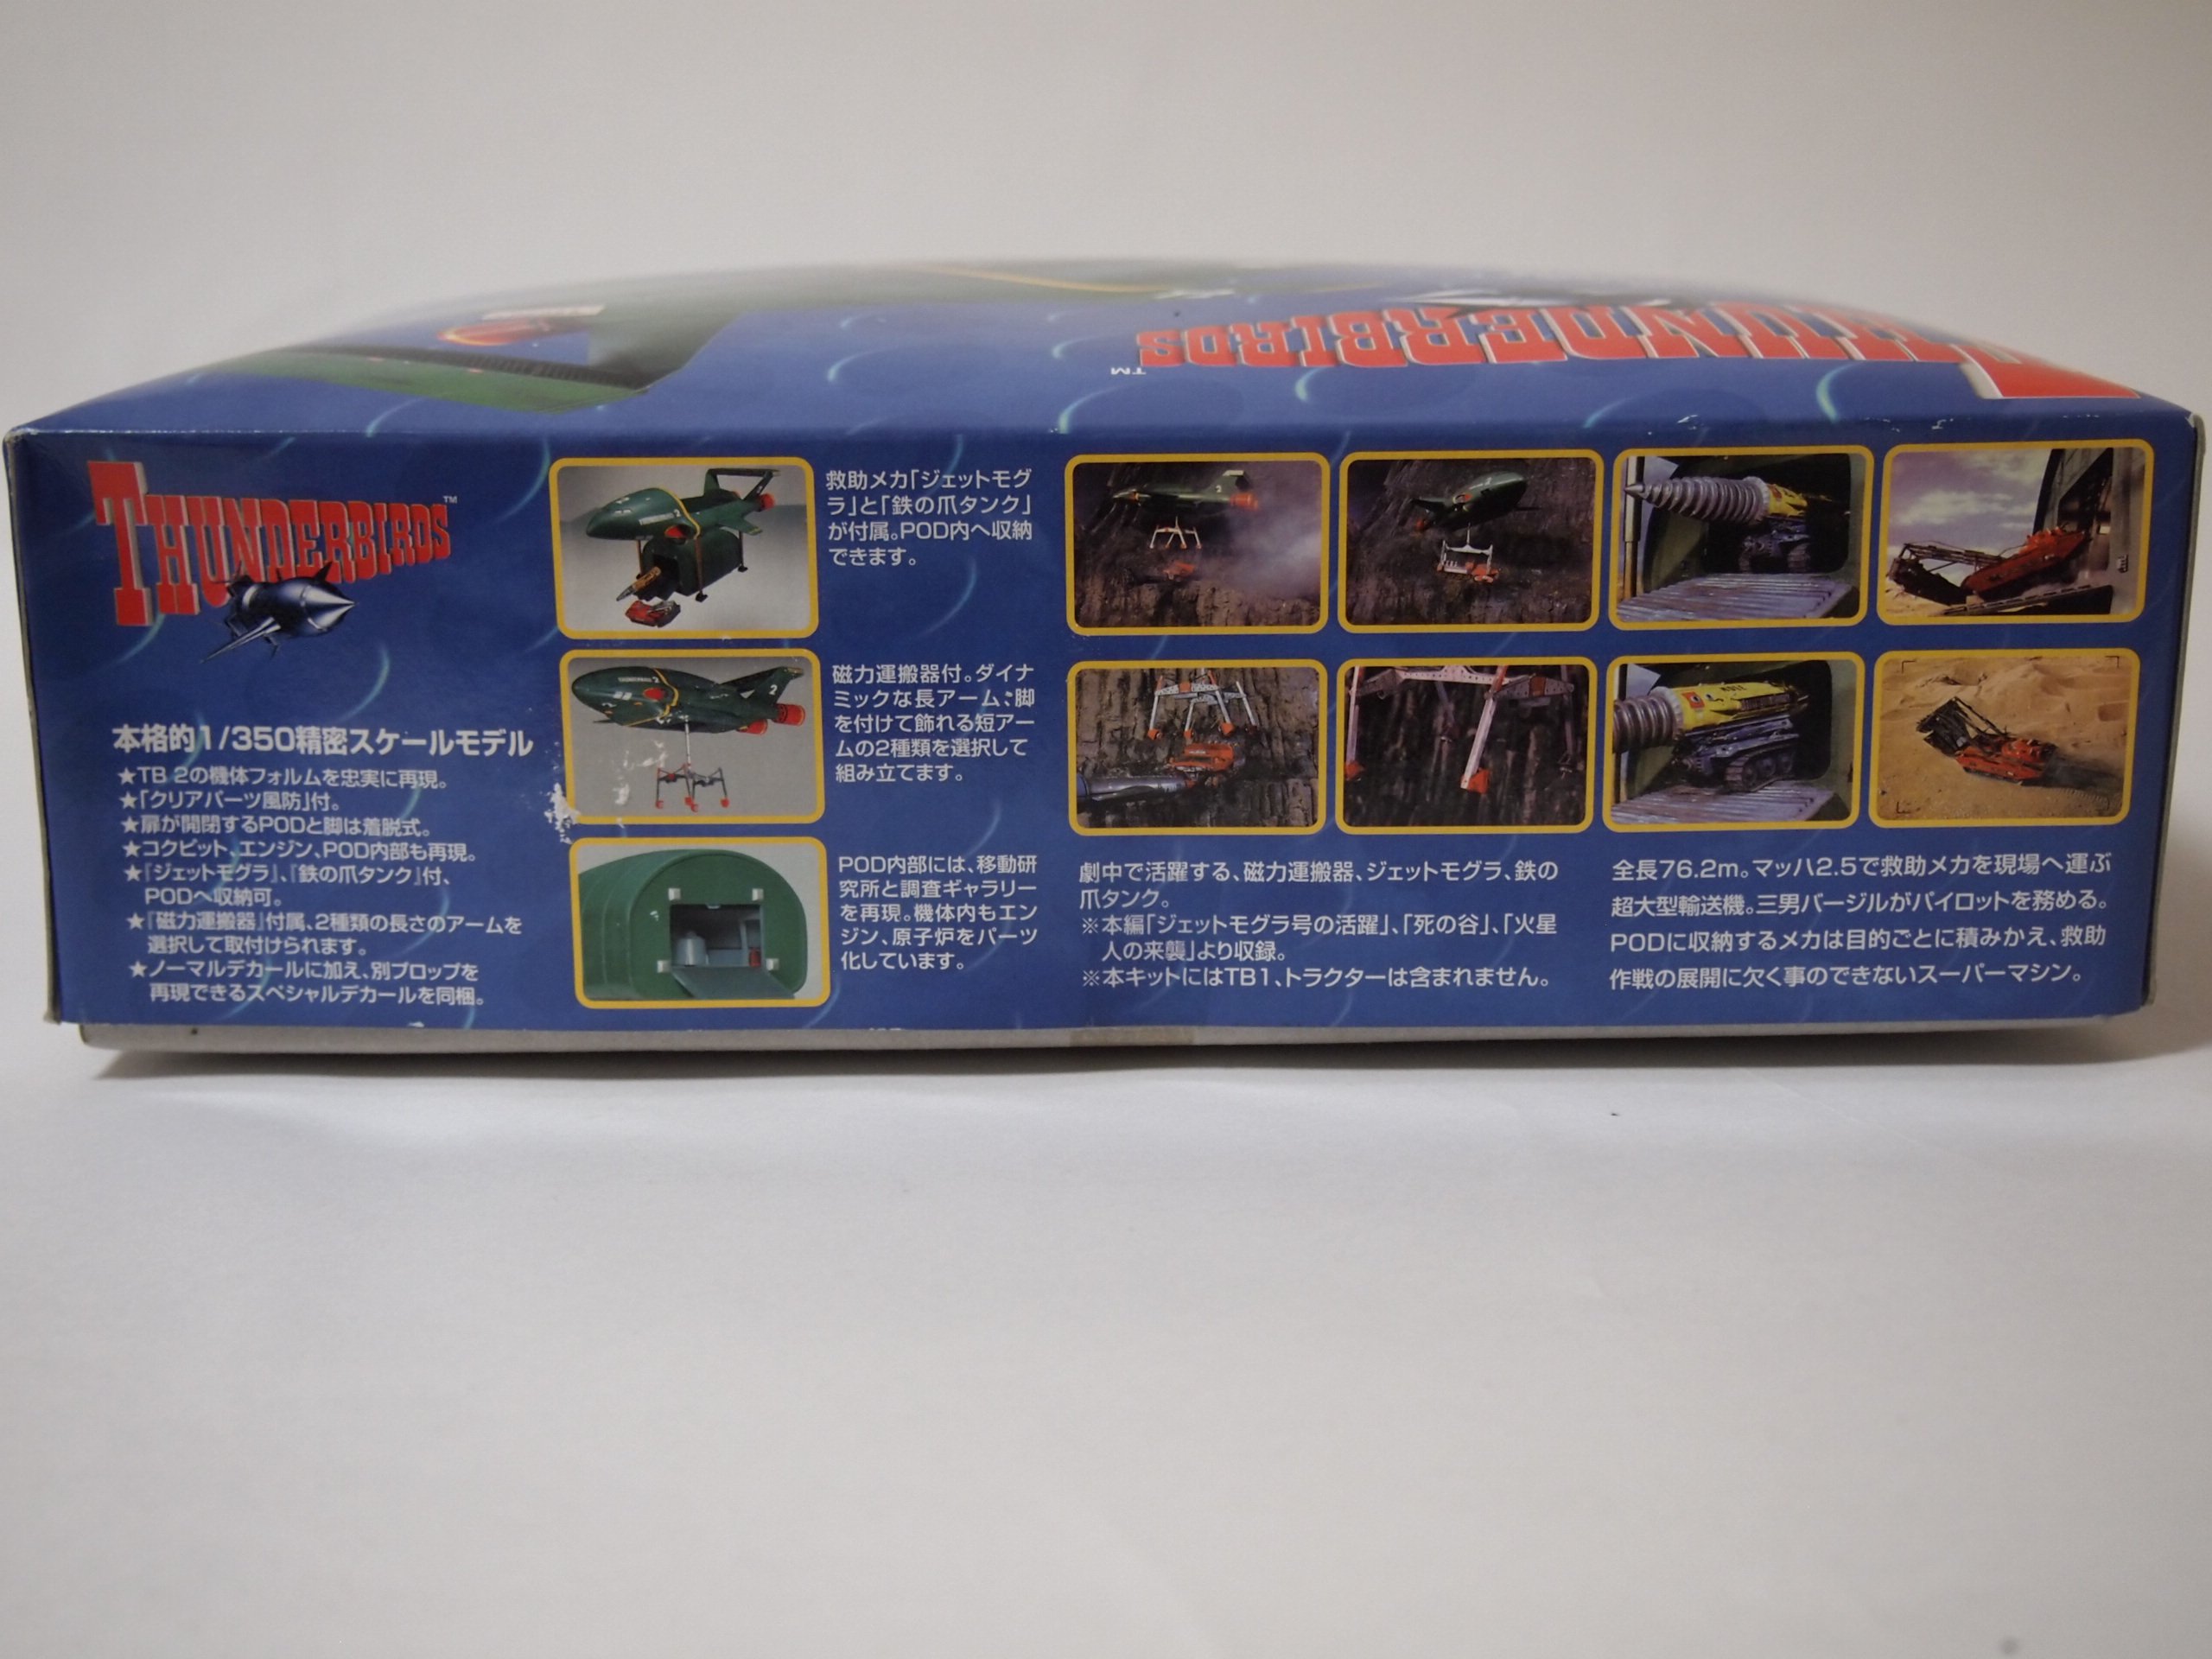 THUNDERBIRDS
TM
THUNDERBIRDS™
本格的1/350精密スケールモデル
★TB 2の機体フォルムを忠実に再現。
★「クリアパーツ風防」付。
★扉が開閉するPODと脚は着脱式。
★コクピット、エンジン、POD内部も再現。
★『ジェットモグラ』、『鉄の爪タンク』付、
PODへ収納可。
★『磁力運搬器』付属、2種類の長さのアームを
選択して取付けられます。
★ノーマルデカールに加え、別プロップを
再現できるスペシャルデカールを同梱。
THUNDERBIRD 2
救助メカ「ジェットモグ
ラ」と「鉄の爪タンク」
が付属。POD内へ収納
できます。
THUNDERBIRD 2
2
磁力運搬器付。ダイナ
ミックな長アーム、脚
を付けて飾れる短アー
ムの2種類を選択して
組み立てます。
POD内部には、移動研
究所と調査ギャラリー
を再現。機体内もエン
ジン、原子炉をパーツ
化しています。
2
MOLE
劇中で活躍する、磁力運搬器、ジェットモグラ、鉄の
爪タンク。
※本編「ジェットモグラ号の活躍」、「死の谷」、「火星
人の来襲」より収録。
※本キットにはTB1、トラクターは含まれません。
全長76.2m。マッハ2.5で救助メカを現場へ運ぶ
超大型輸送機。三男バージルがパイロットを務める。
PODに収納するメカは目的ごとに積みかえ、救助
作戦の展開に欠く事のできないスーパーマシン。